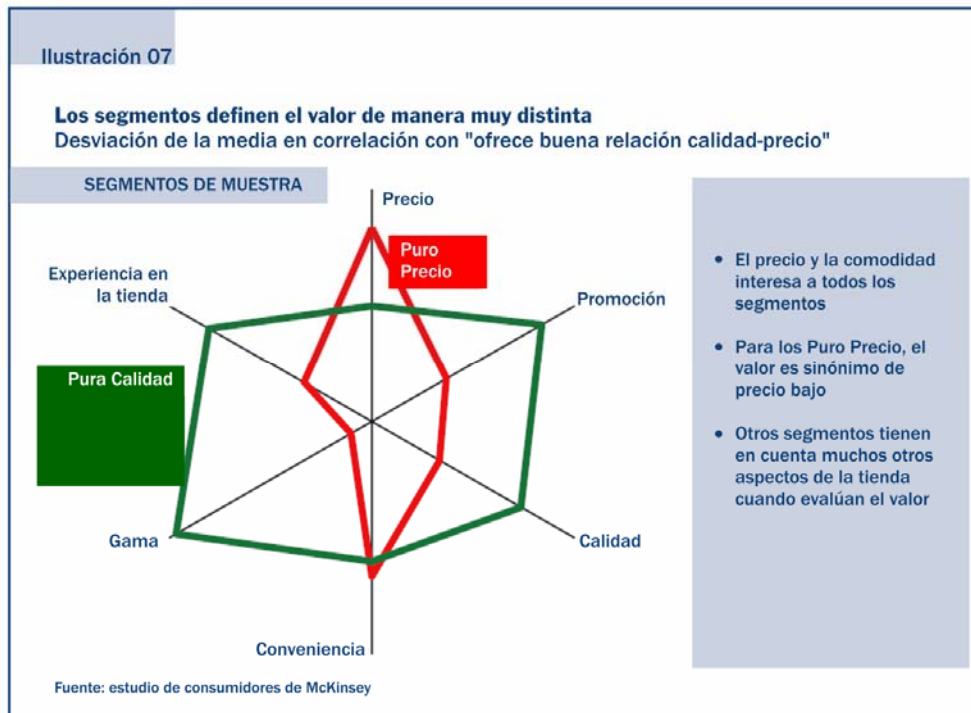 Ilustración 07
Los segmentos definen el valor de manera muy distinta
Desviación de la media en correlación con "ofrece buena relación calidad-precio"
SEGMENTOS DE MUESTRA
Precio
Puro
Precio
Experiencia en
la tienda
Promoción
Pura Calidad
Gama
Calidad
Conveniencia
• El precio y la comodidad
interesa a todos los
segmentos
• Para los Puro Precio, el
valor es sinónimo de
precio bajo
• Otros segmentos tienen
en cuenta muchos otros
aspectos de la tienda
cuando evalúan el valor
Fuente: estudio de consumidores de McKinsey